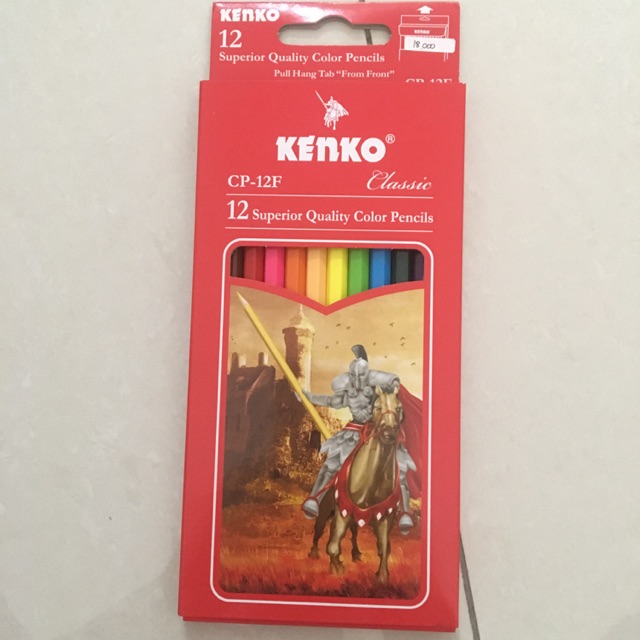 KENKO
12
18.000
Superior Quality Color Pencils
Pull Hang Tab "From Front"
CP-12F
KENKO®
CP-12F Classic
12 Superior Quality Color Pencils